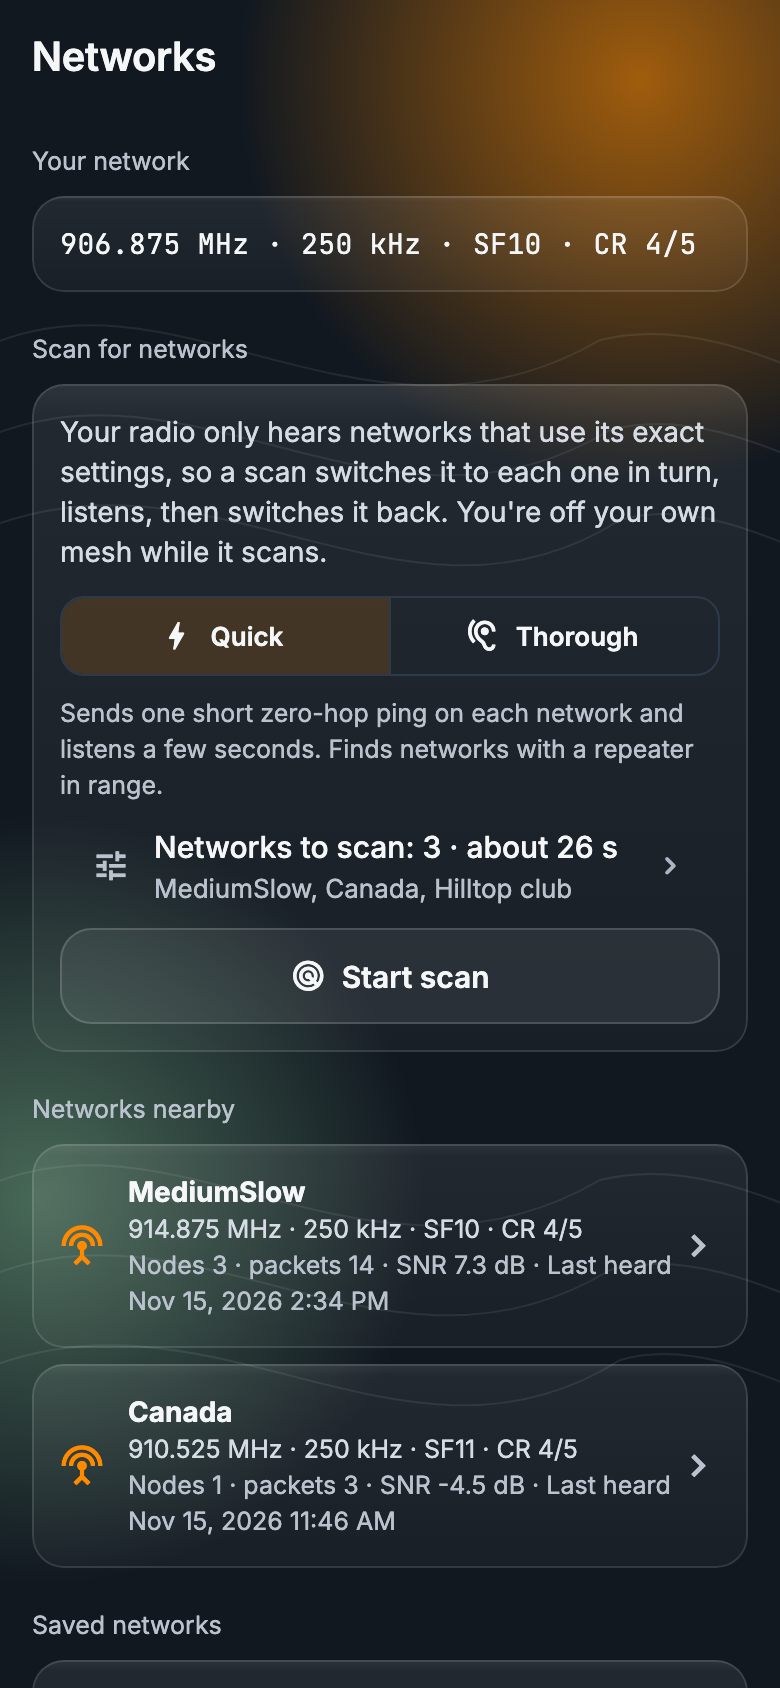 Networks
Your network
906.875 MHz · 250 kHz · SF10 · CR 4/5
Scan for networks
Your radio only hears networks that use its exact
settings, so a scan switches it to each one in turn,
listens, then switches it back. You're off your own
mesh while it scans.
Quick
Thorough
Sends one short zero-hop ping on each network and
listens a few seconds. Finds networks with a repeater
in range.
Networks to scan: 3 · about 26 s
MediumSlow, Canada, Hilltop club
Start scan
Networks nearby
MediumSlow
914.875 MHz · 250 kHz · SF10 · CR 4/5
Nodes 3 · packets 14 · SNR 7.3 dB · Last heard
Nov 15, 2026 2:34 PM
Canada
910.525 MHz · 250 kHz · SF11 · CR 4/5
Nodes 1 · packets 3 · SNR -4.5 dB · Last heard
Nov 15, 2026 11:46 AM
Saved networks